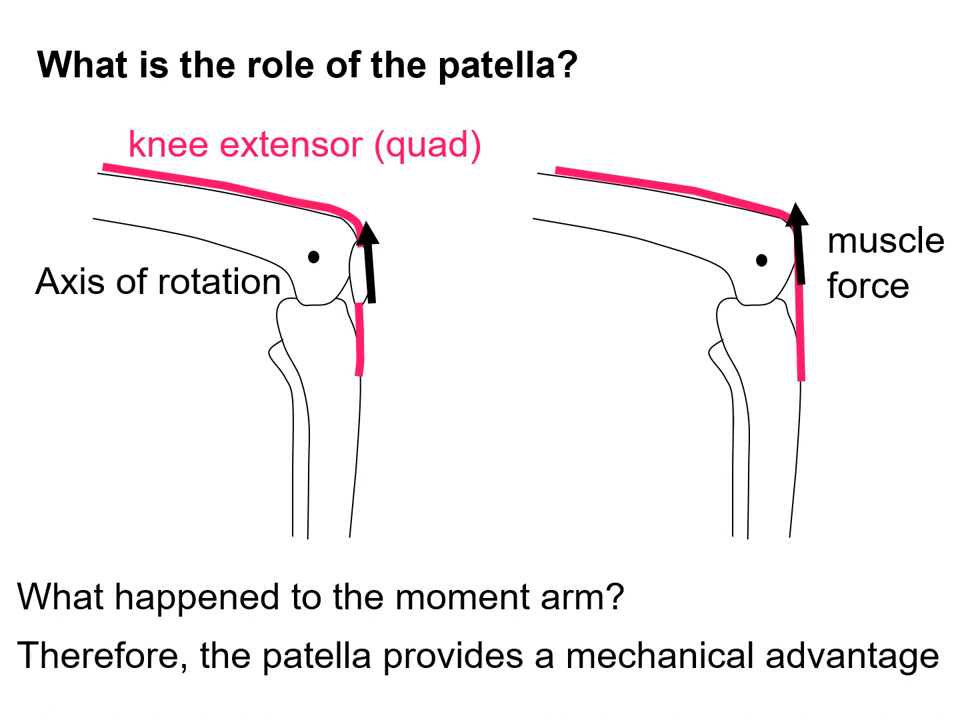 What is the role of the patella?
knee extensor (quad)
muscle
force
Axis of rotation
What happened to the moment arm?
Therefore, the patella provides a mechanical advantage